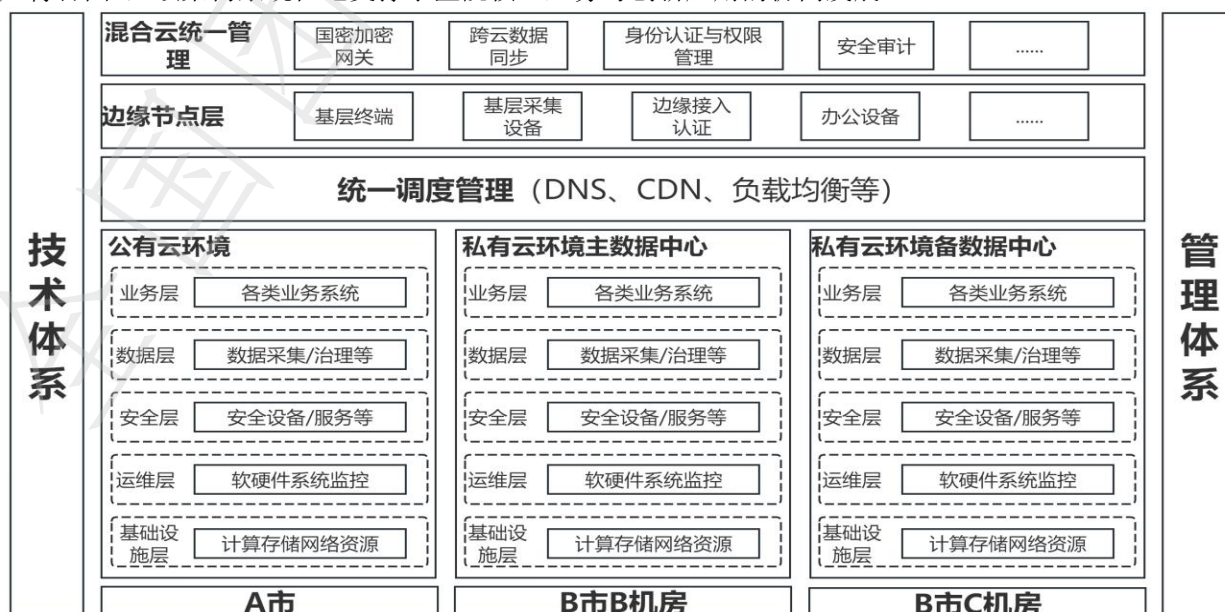 混合云统一管
理
国密加密
网关
跨云数据
同步
身份认证与权限
管理
安全审计
......
边缘节点层
基层终端
基层采集
设备
边缘接入
认证
办公设备
......
统一调度管理（DNS、CDN、负载均衡等）
技术体系
公有云环境
业务层
各类业务系统
数据层
数据采集/治理等
安全层
安全设备/服务等
运维层
软硬件系统监控
基础设
施层
计算存储网络资源
A市
私有云环境主数据中心
业务层
各类业务系统
数据层
数据采集/治理等
安全层
安全设备/服务等
运维层
软硬件系统监控
基础设
施层
计算存储网络资源
B市B机房
私有云环境备数据中心
业务层
各类业务系统
数据层
数据采集/治理等
安全层
安全设备/服务等
运维层
软硬件系统监控
基础设
施层
计算存储网络资源
B市C机房
管理体系